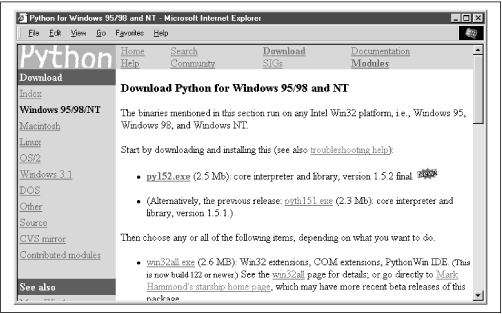 Python for Windows 95/98 and NT - Microsoft Internet Explorer
File Edit View Go Favorites Help
Python
Home Search Download Documentation
Help Community SIGs Modules
Download
Index
Windows 95/98/NT
Macintosh
Linux
OS/2
Windows 3.1
DOS
Other
Source
CVS mirror
Contributed modules
See also
Download Python for Windows 95/98 and NT
The binaries mentioned in this section run on any Intel Win32 platform, i.e., Windows 95,
Windows 98, and Windows NT.
Start by downloading and installing this (see also troubleshooting help):
• py152.exe (2.5 Mb): core interpreter and library, version 1.5.2 final
• (Alternatively, the previous release: pyth151.exe (2.3 Mb): core interpreter and
library, version 1.5.1.)
Then choose any or all of the following items, depending on what you want to do.
• win32all.exe (2.6 MB): Win32 extensions, COM extensions, PythonWin IDE. (This
is now build 122 or newer.) See the win32all page for details; or go directly to Mark
Hammond's starship home page, which may have more recent beta releases of this
package.